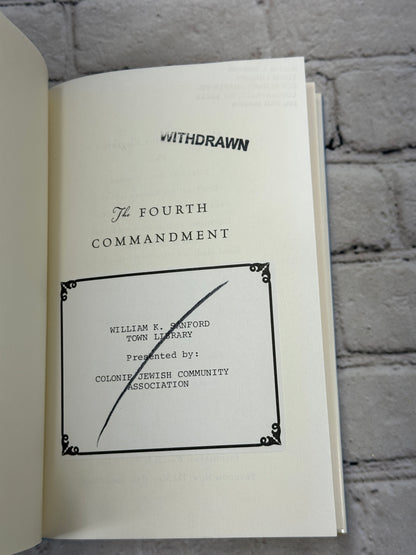 WITHDRAWN
The FOURTH
COMMANDMENT
WILLIAM K. SANFORD
TOWN LIBRARY
Presented by:
COLONIE JEWISH COMMUNITY
ASSOCIATION